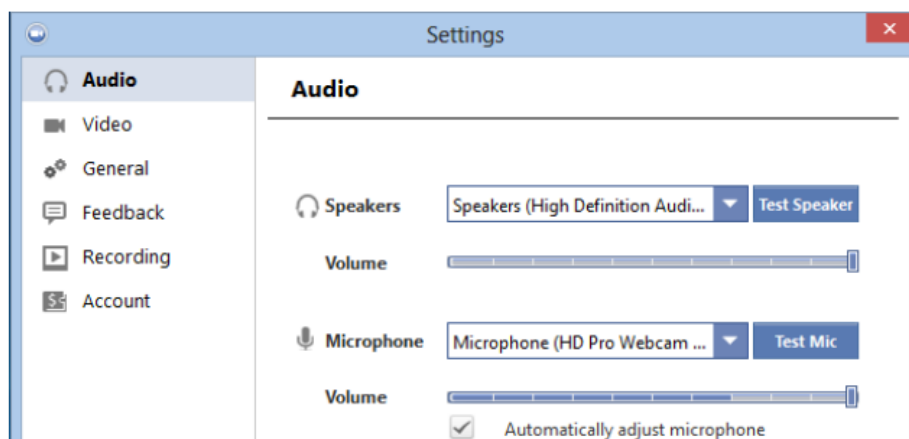 Settings
Audio
Video
General
Feedback
Recording
Account
Audio
Speakers Speakers (High Definition Audi... Test Speaker
Volume
Microphone Microphone (HD Pro Webcam ... Test Mic
Volume
Automatically adjust microphone